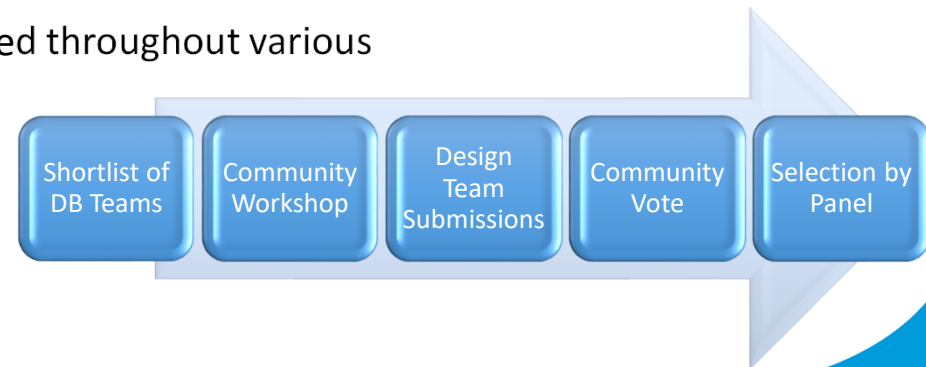 ed throughout various
Shortlist of
DB Teams
Community
Workshop
Design
Team
Submissions
Community
Vote
Selection by
Panel